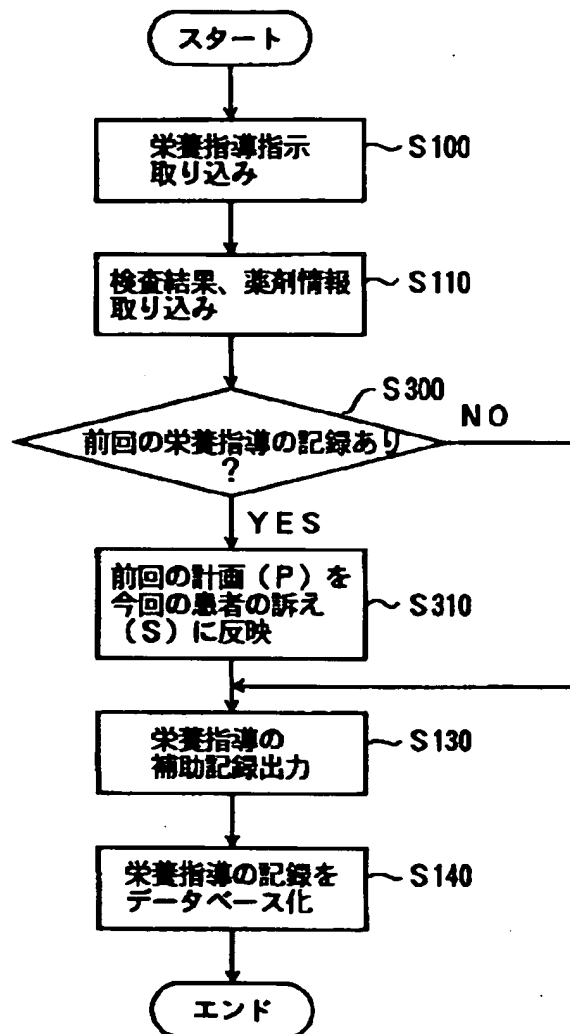 スタート
栄養指導指示
取り込み
S100
検査結果、薬剤情報
取り込み
S110
S300
前回の栄養指導の記録あり
?
NO
YES
前回の計画（P）を
今回の患者の訴え
（S）に反映
S310
栄養指導の
補助記録出力
S130
栄養指導の記録を
データベース化
S140
エンド